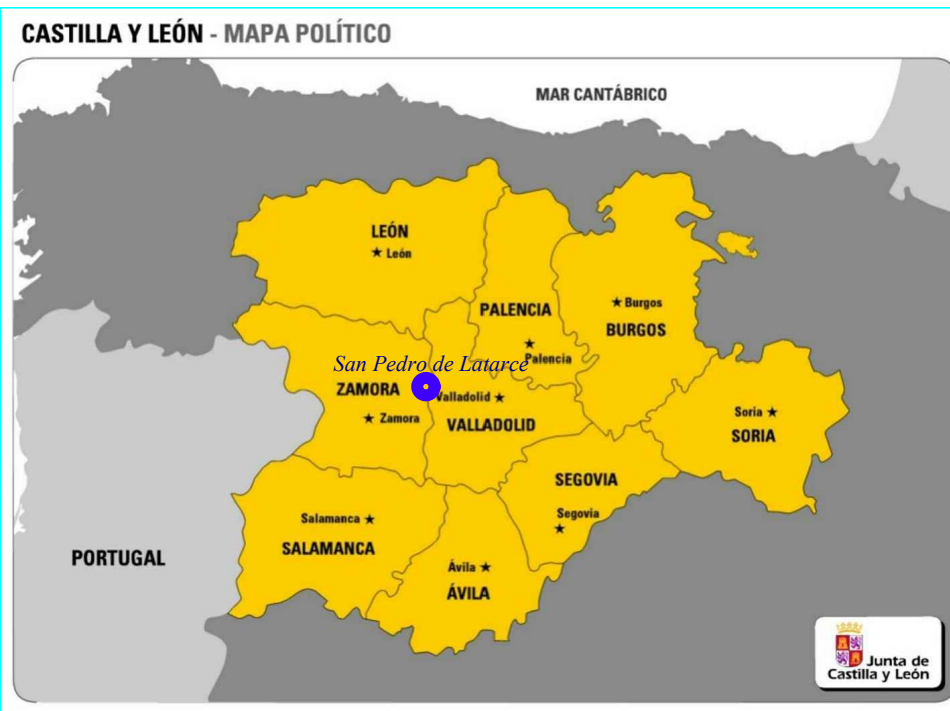 CASTILLA Y LEÓN - MAPA POLÍTICO
MAR CANTÁBRICO
LEÓN
León
PALENCIA
Palencia
Burgos
BURGOS
San Pedro de Latarce
ZAMORA
Zamora
Valladolid
VALLADOLID
Soria
SORIA
SEGOVIA
Segovia
Salamanca
SALAMANCA
Ávila
ÁVILA
PORTUGAL
Junta de
Castilla y León